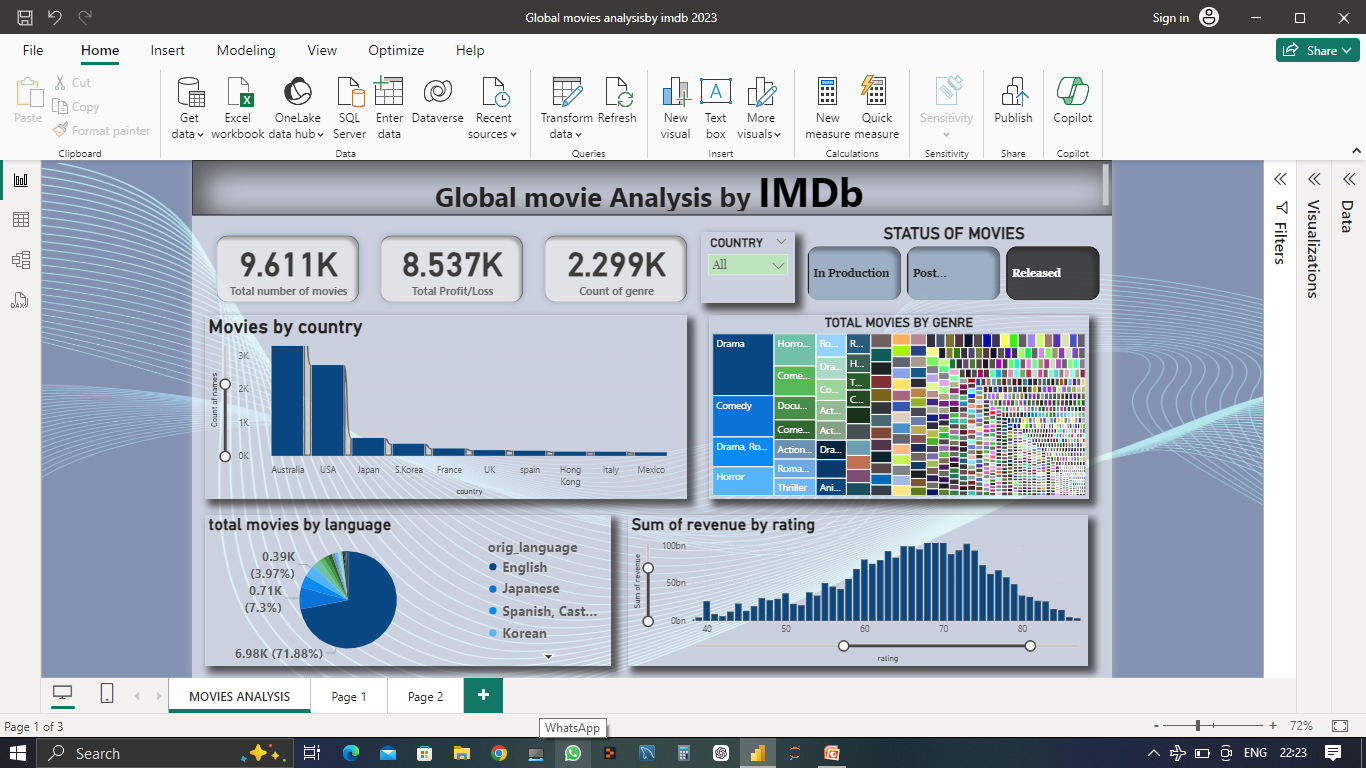 Global movies analysisby imdb 2023
Sign in
File Home Insert Modeling View Optimize Help
Share
Paste
Cut
Copy
Format painter
Clipboard
Get data
Excel workbook
OneLake data hub
SQL Server
Enter data
Dataverse
Recent sources
Data
Transform data
Refresh
Queries
New visual
Text box
More visuals
Insert
New measure
Quick measure
Calculations
Sensitivity
Sensitivity
Publish
Share
Copilot
Copilot
Global movie Analysis by IMDb
9.611K
Total number of movies
8.537K
Total Profit/Loss
2.299K
Count of genre
COUNTRY
All
STATUS OF MOVIES
In Production
Post...
Released
Movies by country
Count of names
3K
2K
1K
0K
Australia USA Japan S.Korea France UK spain Hong Kong Italy Mexico
country
TOTAL MOVIES BY GENRE
Drama
Comedy
Drama, Ro...
Horror
Horro...
Come...
Docu...
Come...
Action...
Roma...
Thriller
Ro...
Dra...
Co...
Act...
Act...
Dra...
Ani...
R...
H...
T...
C...
total movies by language
0.39K
(3.97%)
0.71K
(7.3%)
6.98K (71.88%)
orig_language
English
Japanese
Spanish, Cast...
Korean
Sum of revenue by rating
Sum of revenue
100bn
50bn
0bn
40 50 60 70 80
rating
Filters
Visualizations
Data
MOVIES ANALYSIS Page 1 Page 2
Page 1 of 3
WhatsApp
- + 72%
Search
ENG 22:23